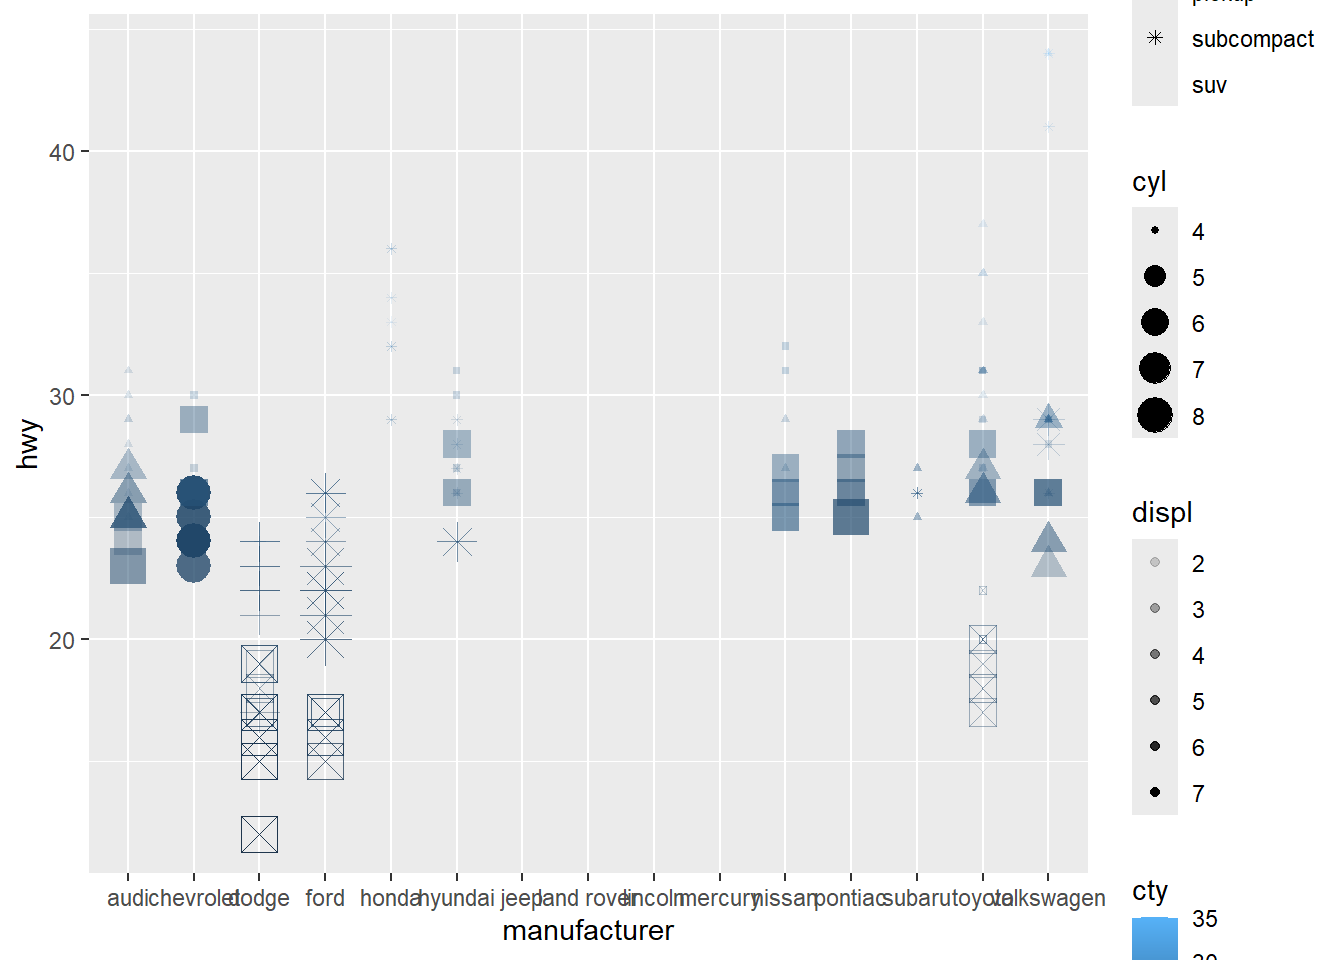 pickup
subcompact
suv
cyl
4
5
6
7
8
displ
2
3
4
5
6
7
cty
35
30
hwy
40
30
20
audi chevrolet dodge ford honda hyundai jeep land rover lincoln mercury nissan pontiac subaru toyota volkswagen
manufacturer